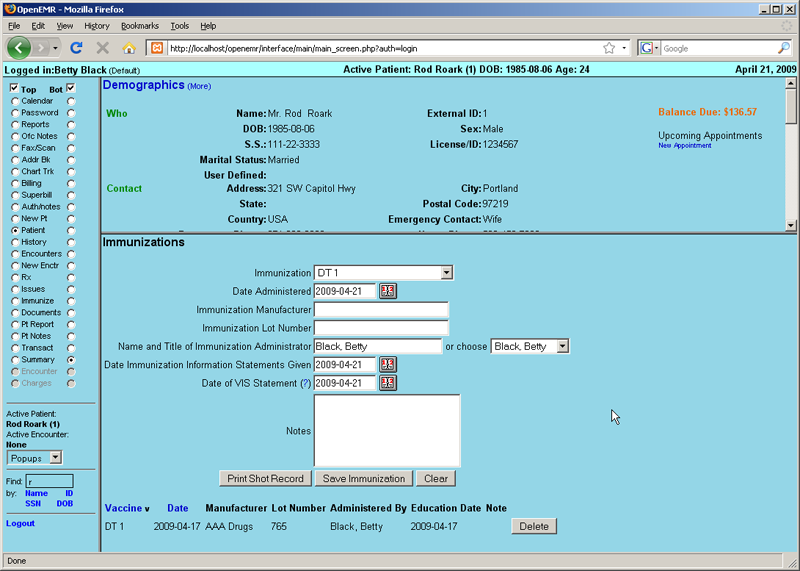 OpenEMR - Mozilla Firefox
File Edit View History Bookmarks Tools Help
http://localhost/openemr/interface/main/main_screen.php?auth=login
Google
Logged in:Betty Black (Default)
Active Patient: Rod Roark (1) DOB: 1985-08-06 Age: 24
April 21, 2009
Top Bot
Calendar
Password
Reports
Ofc Notes
Fax/Scan
Addr Bk
Chart Trk
Billing
Superbill
Auth/notes
New Pt
Patient
History
Encounters
New Enctr
Rx
Issues
Immunize
Documents
Pt Report
Pt Notes
Transact
Summary
Encounter
Charges
Active Patient:
Rod Roark (1)
Active Encounter:
None
Popups
Find: r
by: Name ID
SSN DOB
Logout
Demographics (More)
Who Name: Mr. Rod Roark External ID: 1
DOB: 1985-08-06 Sex: Male
S.S.: 111-22-3333 License/ID: 1234567
Marital Status: Married
User Defined:
Contact Address: 321 SW Capitol Hwy City: Portland
State: Postal Code: 97219
Country: USA Emergency Contact: Wife
Balance Due: $136.57
Upcoming Appointments
New Appointment
Immunizations
Immunization DT 1
Date Administered 2009-04-21
Immunization Manufacturer
Immunization Lot Number
Name and Title of Immunization Administrator Black, Betty or choose Black, Betty
Date Immunization Information Statements Given 2009-04-21
Date of VIS Statement (?) 2009-04-21
Notes
Print Shot Record Save Immunization Clear
Vaccine v Date Manufacturer Lot Number Administered By Education Date Note
DT 1 2009-04-17 AAA Drugs 765 Black, Betty 2009-04-17 Delete
Done